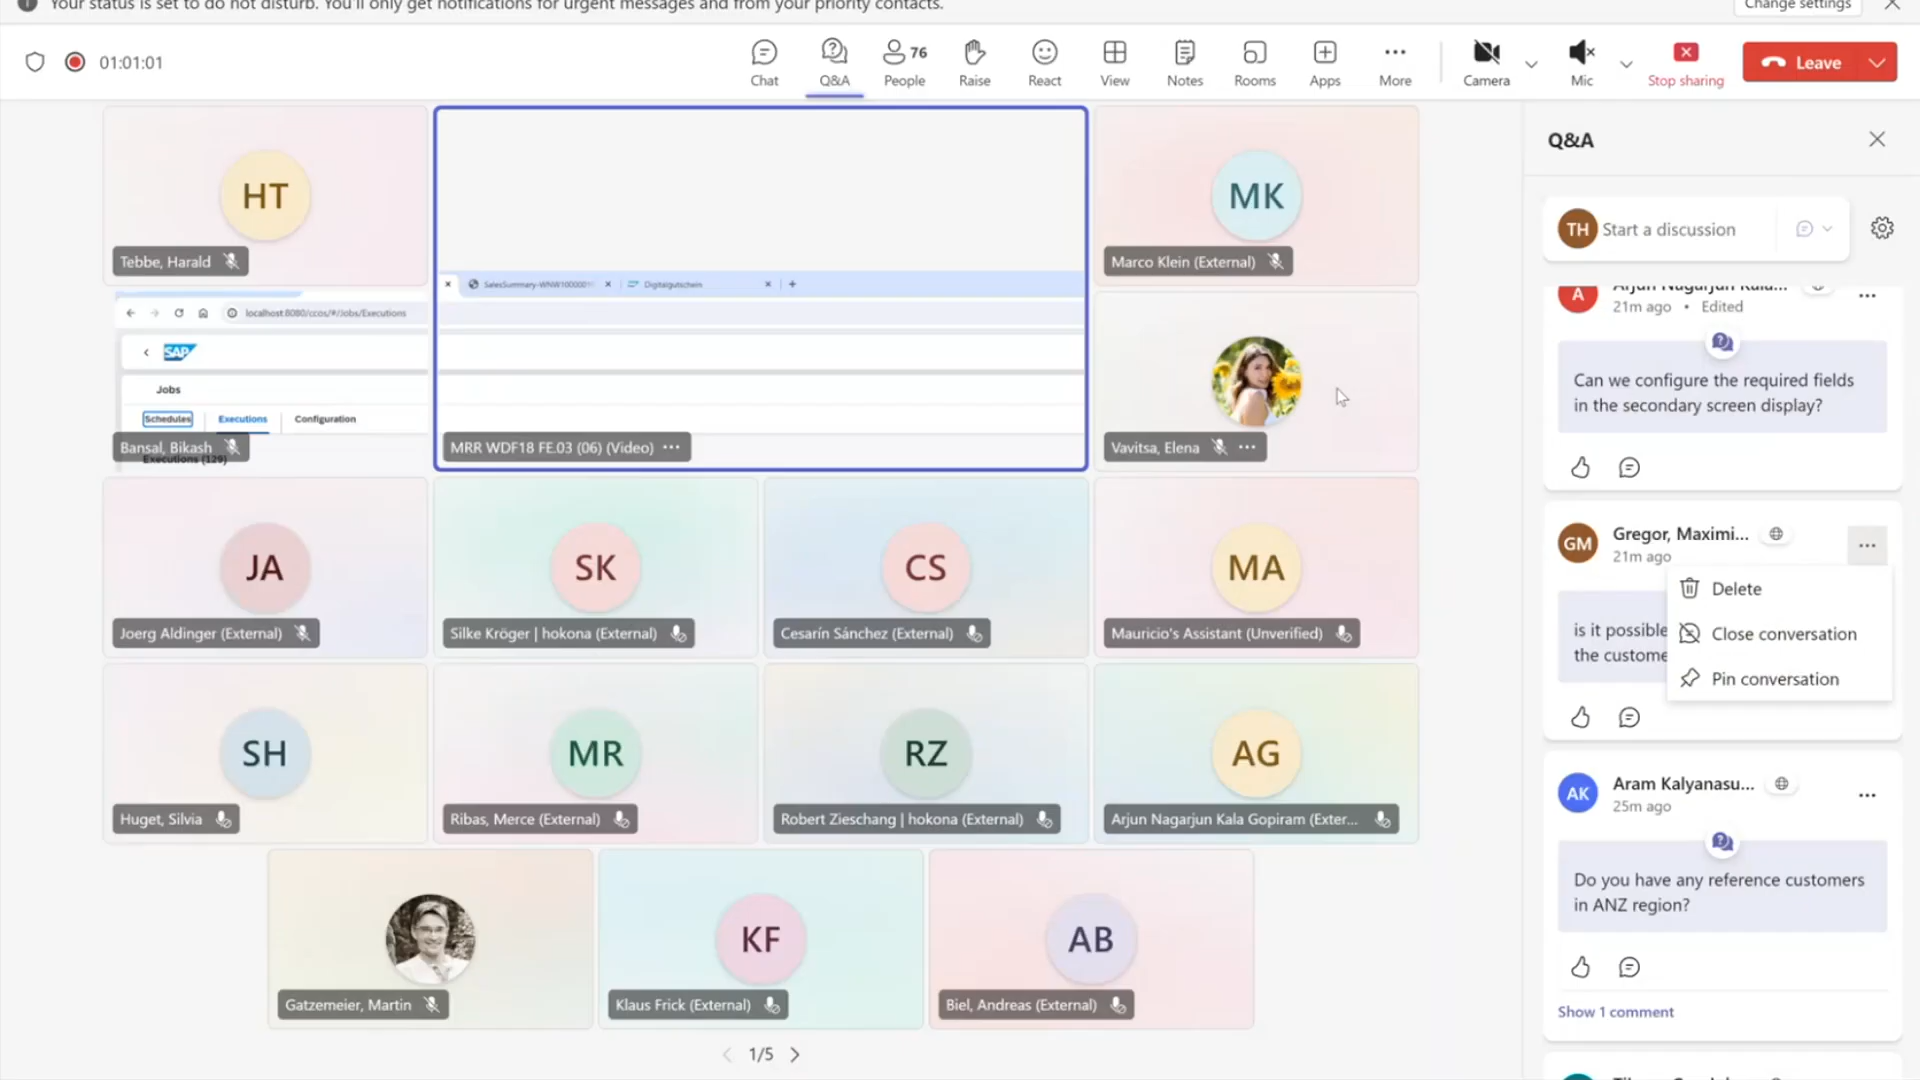 Your status is set to do not disturb. You'll only get notifications for urgent messages and from your priority contacts.
Change settings
01:01:01
Chat
Q&A
76
People
Raise
React
View
Notes
Rooms
Apps
More
Camera
Mic
Stop sharing
Leave
HT
Tebbe, Harald
SalesSummary-WNW100000
Digitalgutschein
MRR WDF18 FE.03 (06) (Video)
MK
Marco Klein (External)
localhost:8080/ccos/#/Jobs/Executions
SAP
Jobs
Schedules
Executions
Configuration
Bansal, Bikash
Executions (129)
Vavitsa, Elena
JA
Joerg Aldinger (External)
SK
Silke Kröger | hokona (External)
CS
Cesarín Sánchez (External)
MA
Mauricio's Assistant (Unverified)
SH
Huget, Silvia
MR
Ribas, Merce (External)
RZ
Robert Zieschang | hokona (External)
AG
Arjun Nagarjun Kala Gopiram (Exter...
Gatzemeier, Martin
KF
Klaus Frick (External)
AB
Biel, Andreas (External)
1/5
Q&A
TH
Start a discussion
A
Arjun Nagarjun Kala...
21m ago • Edited
Can we configure the required fields
in the secondary screen display?
GM
Gregor, Maximi...
21m ago
is it possible
the custome
Delete
Close conversation
Pin conversation
AK
Aram Kalyanasu...
25m ago
Do you have any reference customers
in ANZ region?
Show 1 comment